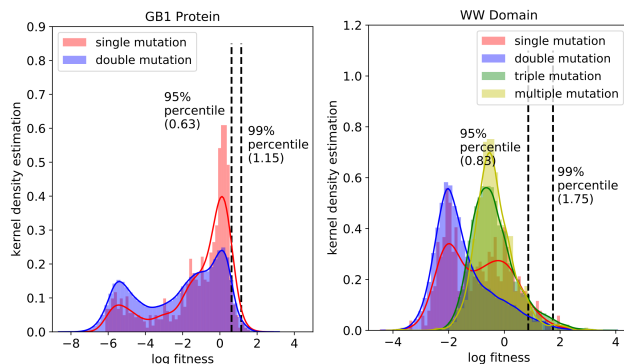 GB1 Protein
kernel density estimation
0.9
0.8
0.7
0.6
0.5
0.4
0.3
0.2
0.1
0.0
single mutation
double mutation
95%
percentile
(0.63)
99%
percentile
(1.15)
−8 −6 −4 −2 0 2 4
log fitness
WW Domain
kernel density estimation
1.2
1.0
0.8
0.6
0.4
0.2
0.0
single mutation
double mutation
triple mutation
multiple mutation
95%
percentile
(0.83)
99%
percentile
(1.75)
−4 −2 0 2 4
log fitness